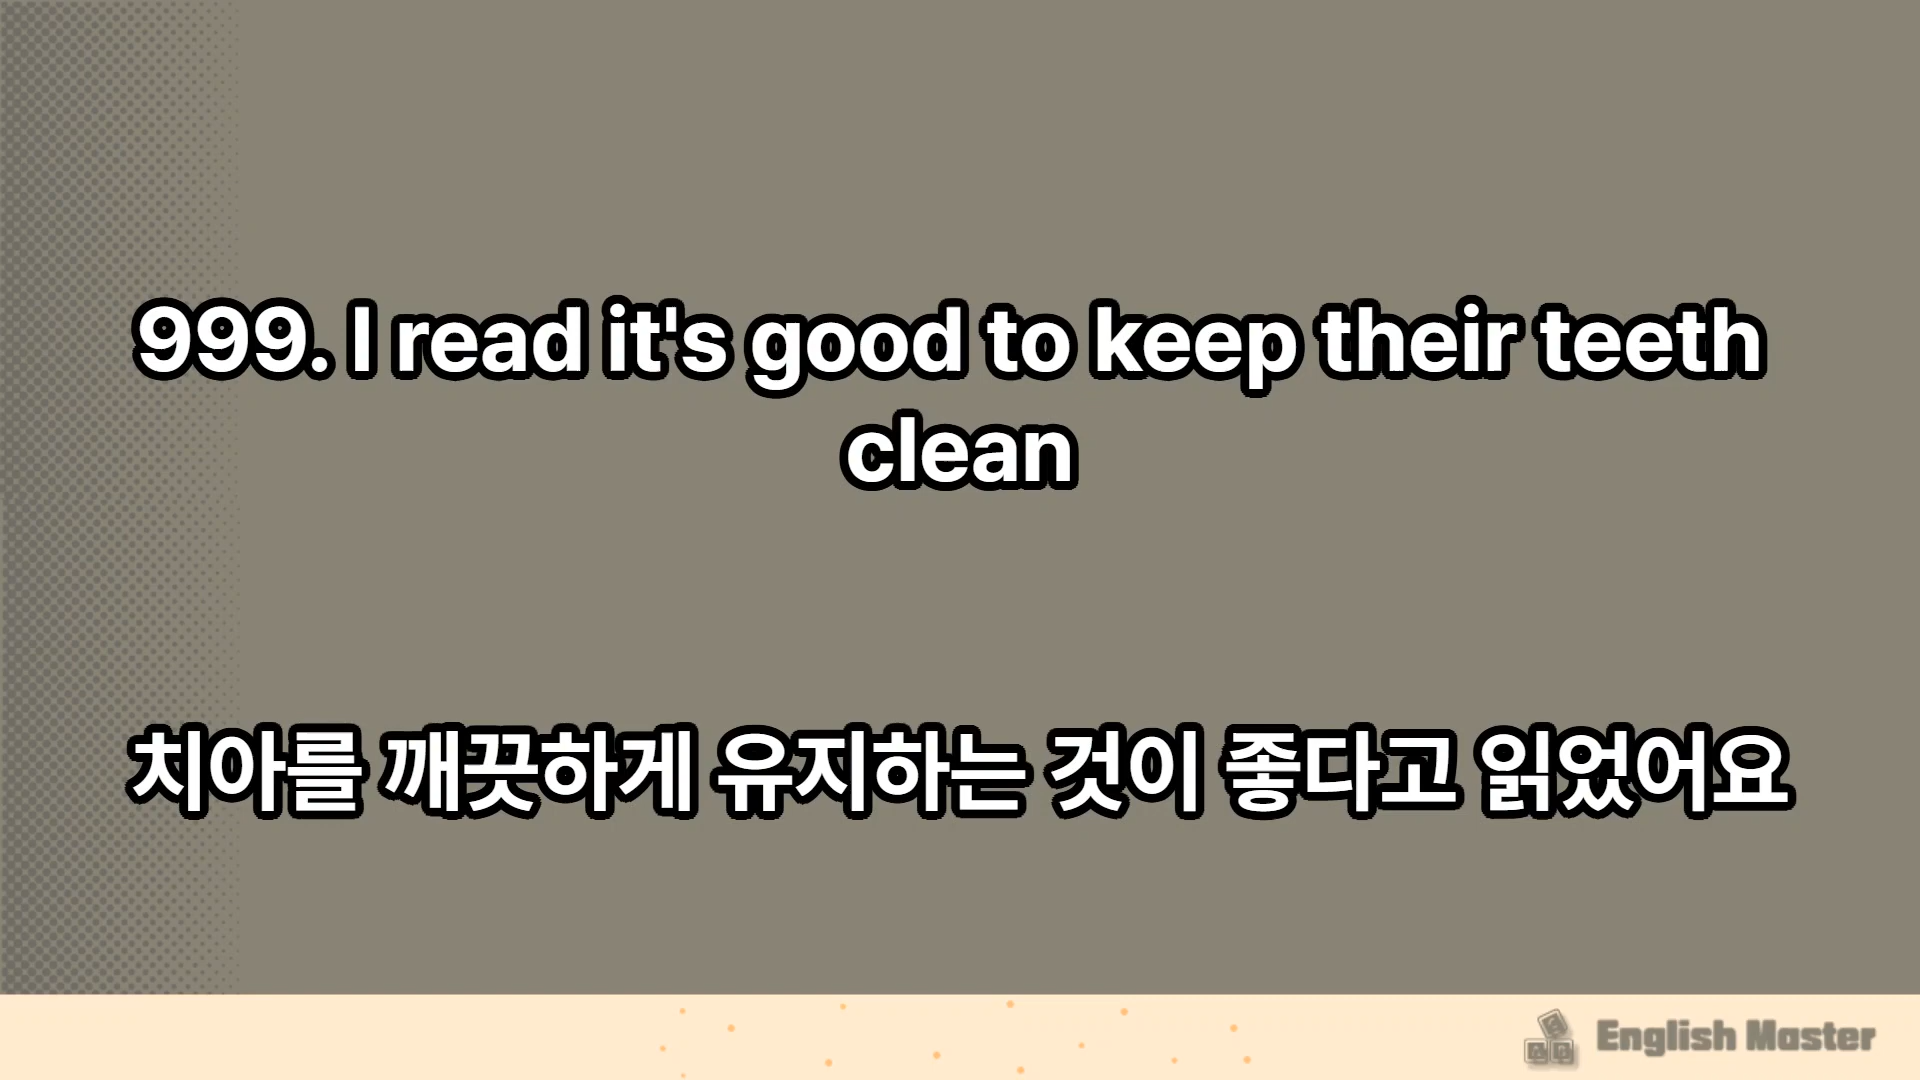 999. I read it's good to keep their teeth
clean
치아를 깨끗하게 유지하는 것이 좋다고 읽었어요
English Master